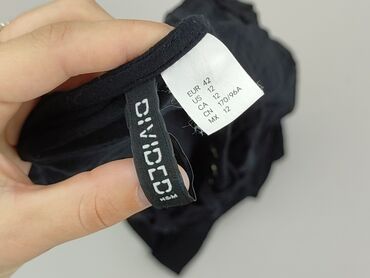 EUR 42
US 12
CA 12
CN 170/96A
MX 12
DIVIDED
H&M